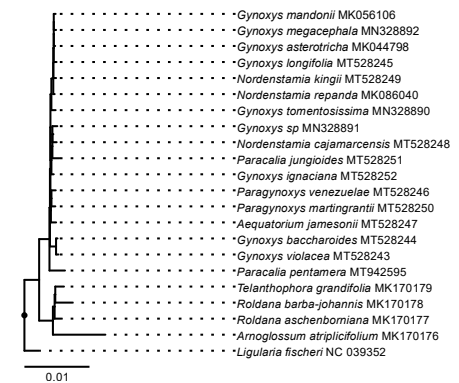 Gynoxys mandonii MK056106
Gynoxys megacephala MN328892
Gynoxys asterotricha MK044798
Gynoxys longifolia MT528245
Nordenstamia kingii MT528249
Nordenstamia repanda MK086040
Gynoxys tomentosissima MN328890
Gynoxys sp MN328891
Nordenstamia cajamarcensis MT528248
Paracalia jungioides MT528251
Gynoxys ignaciana MT528252
Paragynoxys venezuelae MT528246
Paragynoxys martingrantii MT528250
Aequatorium jamesonii MT528247
Gynoxys baccharoides MT528244
Gynoxys violacea MT528243
Paracalia pentamera MT942595
Telanthophora grandifolia MK170179
Roldana barba-johannis MK170178
Roldana aschenborniana MK170177
Arnoglossum atriplicifolium MK170176
Ligularia fischeri NC 039352
0.01